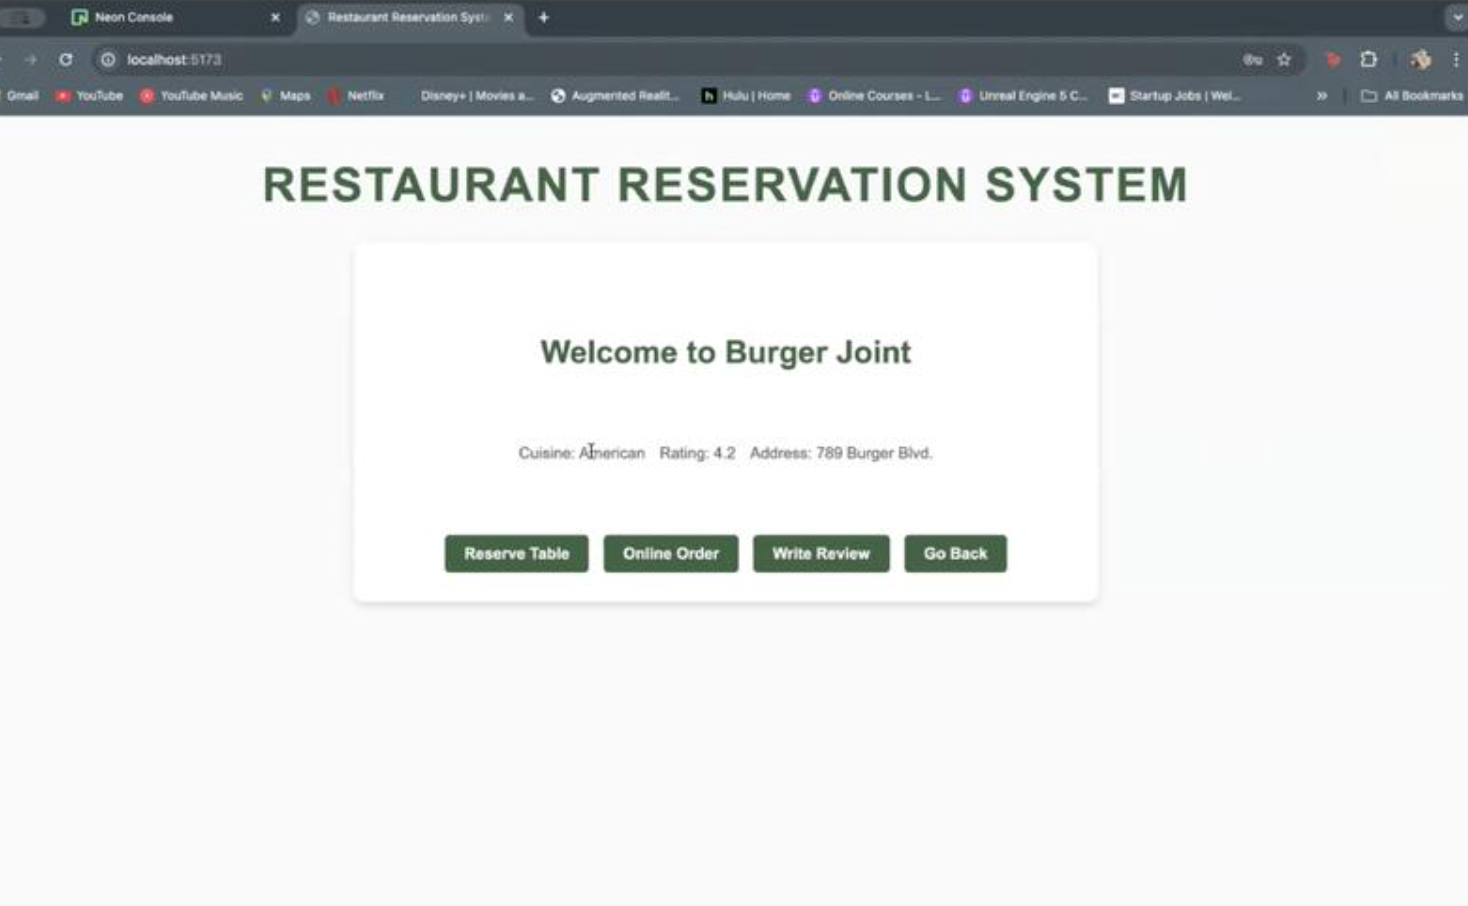 Neon Console
Restaurant Reservation Syst
localhost:5173
Gmail YouTube YouTube Music Maps Netflix Disney+ | Movies a... Augmented Realit... Hulu | Home Online Courses - L... Unreal Engine 5 C... Startup Jobs | Wel... » All Bookmarks
RESTAURANT RESERVATION SYSTEM
Welcome to Burger Joint
Cuisine: American Rating: 4.2 Address: 789 Burger Blvd.
Reserve Table Online Order Write Review Go Back